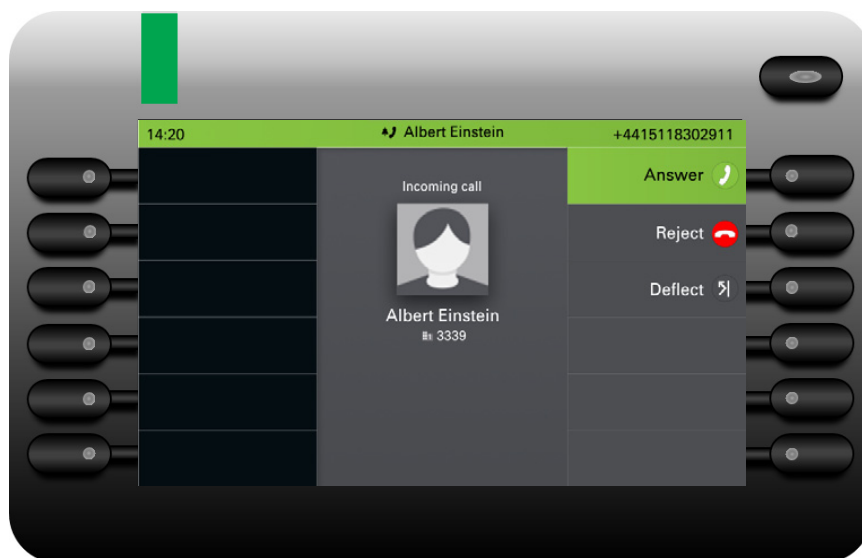 14:20
Albert Einstein
+4415118302911
Incoming call
Albert Einstein
3339
Answer
Reject
Deflect